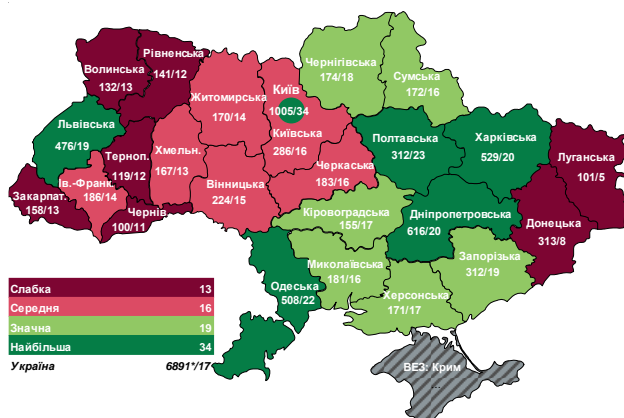 Волинська
132/13
Рівненська
141/12
Житомирська
170/14
Київ
1005/34
Київська
286/16
Чернігівська
174/18
Сумська
172/16
Львівська
476/19
Терноп.
119/12
Хмельн.
167/13
Вінницька
224/15
Черкаська
183/16
Полтавська
312/23
Харківська
529/20
Луганська
101/5
Закарпат.
158/13
Ів.-Франк.
186/14
Чернів.
100/11
Кіровоградська
155/17
Дніпропетровська
616/20
Донецька
313/8
Одеська
508/22
Миколаївська
181/16
Херсонська
171/17
Запорізька
312/19
ВЕЗ: Крим
...
Слабка 13
Середня 16
Значна 19
Найбільша 34
Україна 6891*/17